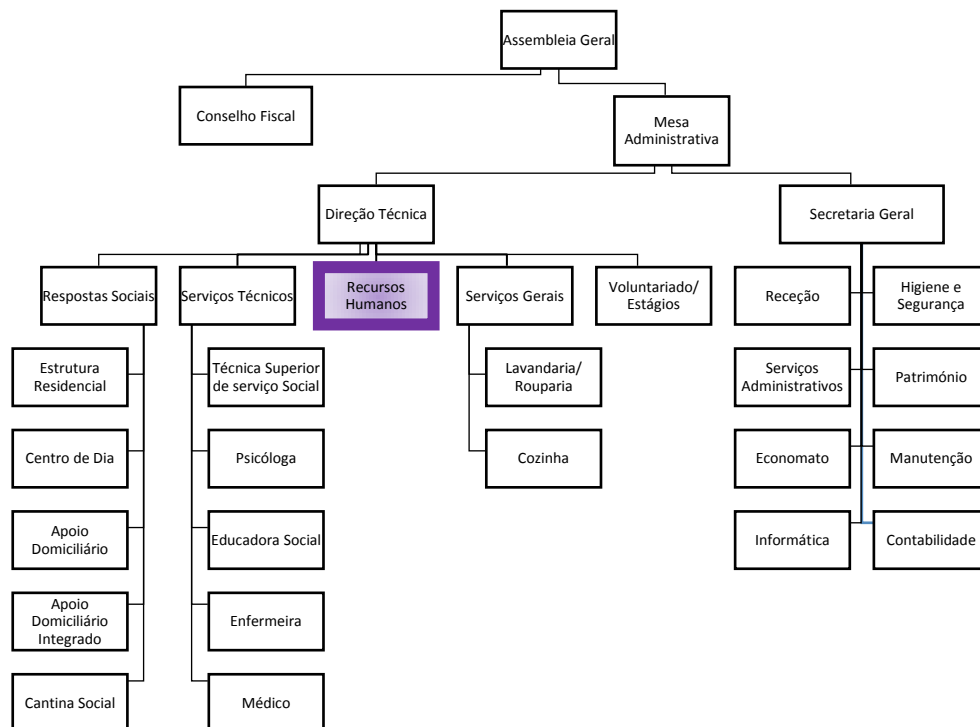 Assembleia Geral
Conselho Fiscal
Mesa
Administrativa
Direção Técnica
Secretaria Geral
Respostas Sociais
Serviços Técnicos
Recursos
Humanos
Serviços Gerais
Voluntariado/
Estágios
Receção
Higiene e
Segurança
Estrutura
Residencial
Técnica Superior
de serviço Social
Lavandaria/
Rouparia
Serviços
Administrativos
Património
Centro de Dia
Psicóloga
Cozinha
Economato
Manutenção
Apoio
Domiciliário
Educadora Social
Informática
Contabilidade
Apoio
Domiciliário
Integrado
Enfermeira
Cantina Social
Médico